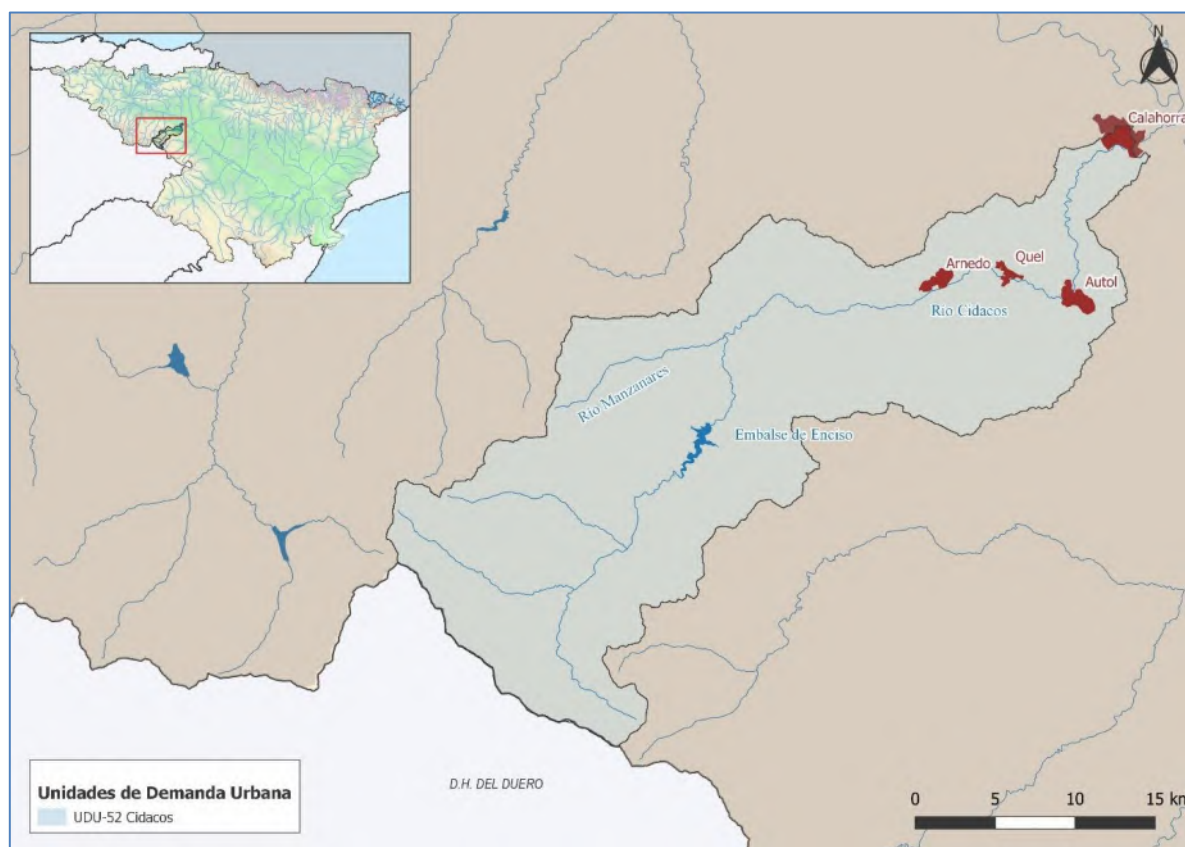 N
Calahorra
Arnedo
Quel
Autol
Río Cidacos
Río Manzanares
Embalse de Enciso
Unidades de Demanda Urbana
UDU-52 Cidacos
D.H. DEL DUERO
0 5 10 15 km